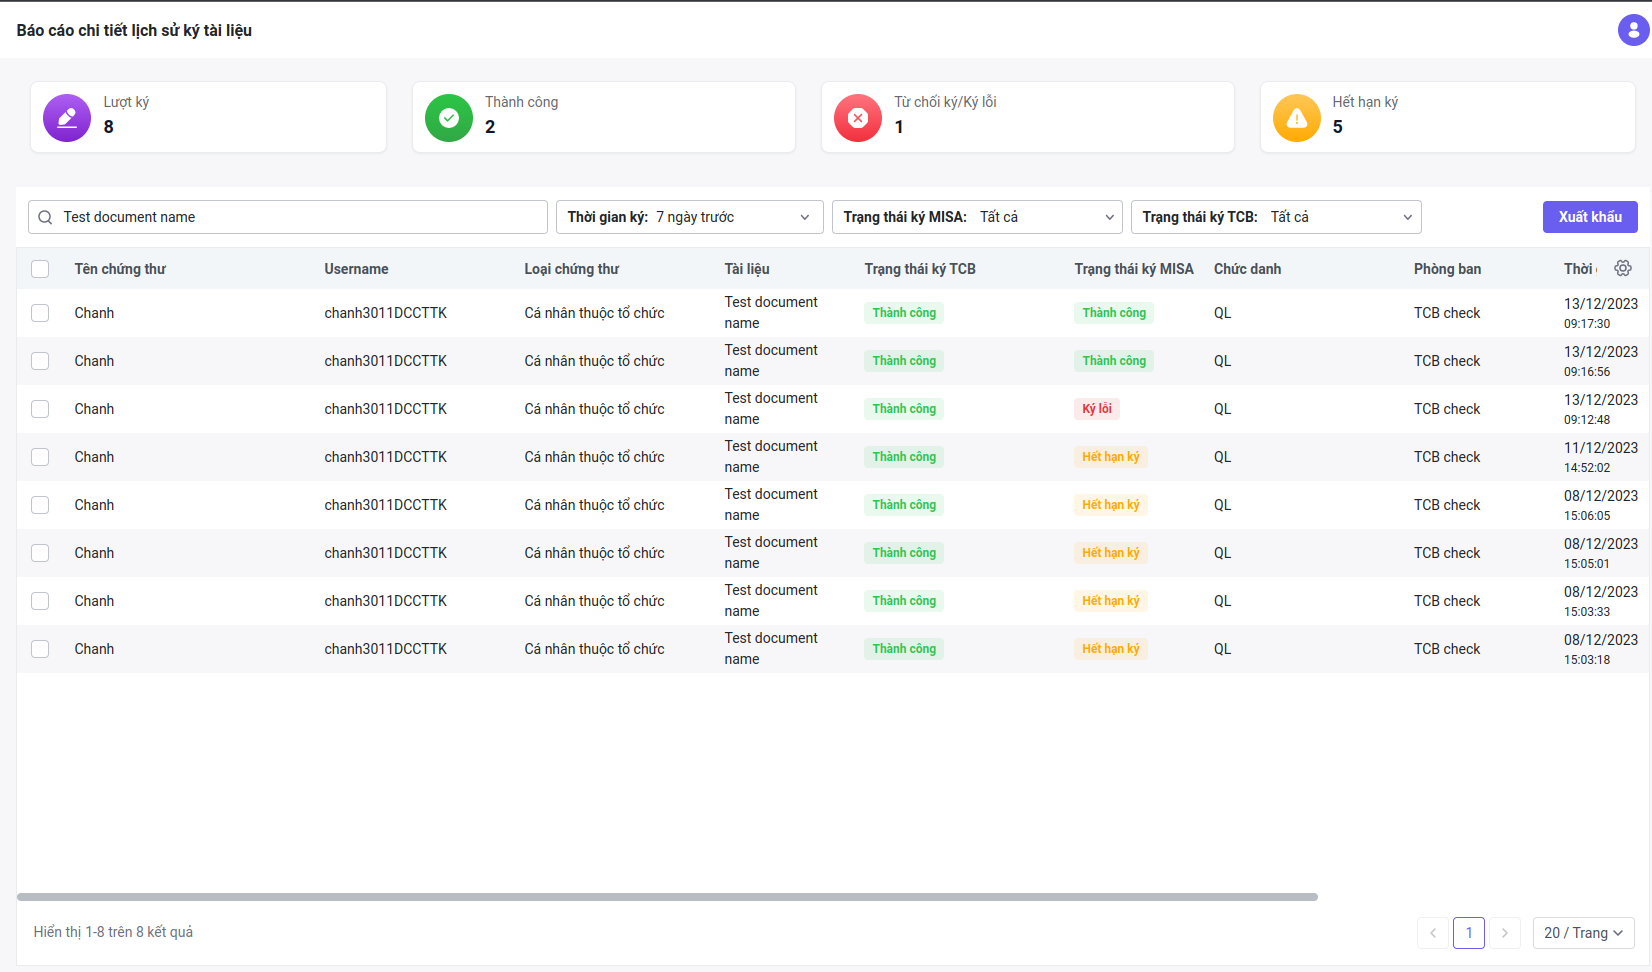 Báo cáo chi tiết lịch sử ký tài liệu
Lượt ký
8
Thành công
2
Từ chối ký/Ký lỗi
1
Hết hạn ký
5
Test document name
Thời gian ký: 7 ngày trước
Trạng thái ký MISA: Tất cả
Trạng thái ký TCB: Tất cả
Xuất khẩu
Tên chứng thư Username Loại chứng thư Tài liệu Trạng thái ký TCB Trạng thái ký MISA Chức danh Phòng ban Thời
Chanh chanh3011DCCTTK Cá nhân thuộc tổ chức Test document name Thành công Thành công QL TCB check 13/12/2023 09:17:30
Chanh chanh3011DCCTTK Cá nhân thuộc tổ chức Test document name Thành công Thành công QL TCB check 13/12/2023 09:16:56
Chanh chanh3011DCCTTK Cá nhân thuộc tổ chức Test document name Thành công Ký lỗi QL TCB check 13/12/2023 09:12:48
Chanh chanh3011DCCTTK Cá nhân thuộc tổ chức Test document name Thành công Hết hạn ký QL TCB check 11/12/2023 14:52:02
Chanh chanh3011DCCTTK Cá nhân thuộc tổ chức Test document name Thành công Hết hạn ký QL TCB check 08/12/2023 15:06:05
Chanh chanh3011DCCTTK Cá nhân thuộc tổ chức Test document name Thành công Hết hạn ký QL TCB check 08/12/2023 15:05:01
Chanh chanh3011DCCTTK Cá nhân thuộc tổ chức Test document name Thành công Hết hạn ký QL TCB check 08/12/2023 15:03:33
Chanh chanh3011DCCTTK Cá nhân thuộc tổ chức Test document name Thành công Hết hạn ký QL TCB check 08/12/2023 15:03:18
Hiển thị 1-8 trên 8 kết quả
1
20 / Trang